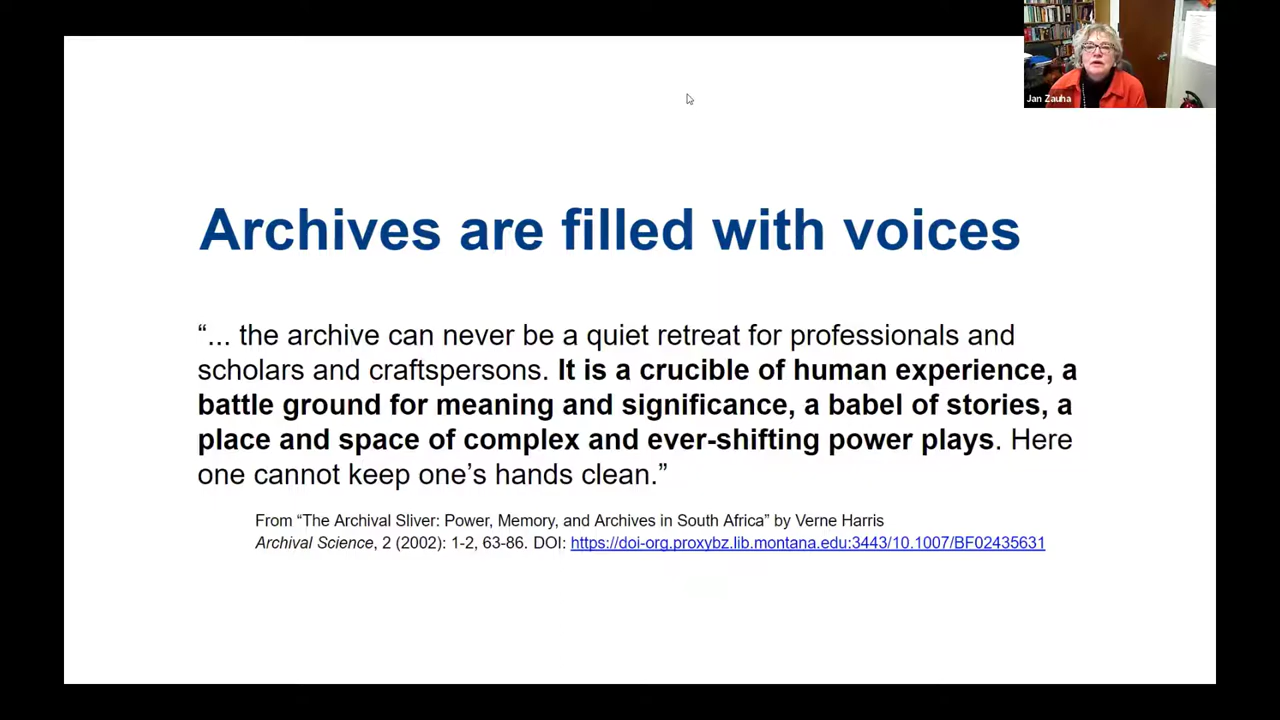 Jan Zauha
Archives are filled with voices
“... the archive can never be a quiet retreat for professionals and
scholars and craftspersons. It is a crucible of human experience, a
battle ground for meaning and significance, a babel of stories, a
place and space of complex and ever-shifting power plays. Here
one cannot keep one’s hands clean.”
From “The Archival Sliver: Power, Memory, and Archives in South Africa” by Verne Harris
Archival Science, 2 (2002): 1-2, 63-86. DOI: https://doi-org.proxybz.lib.montana.edu:3443/10.1007/BF02435631